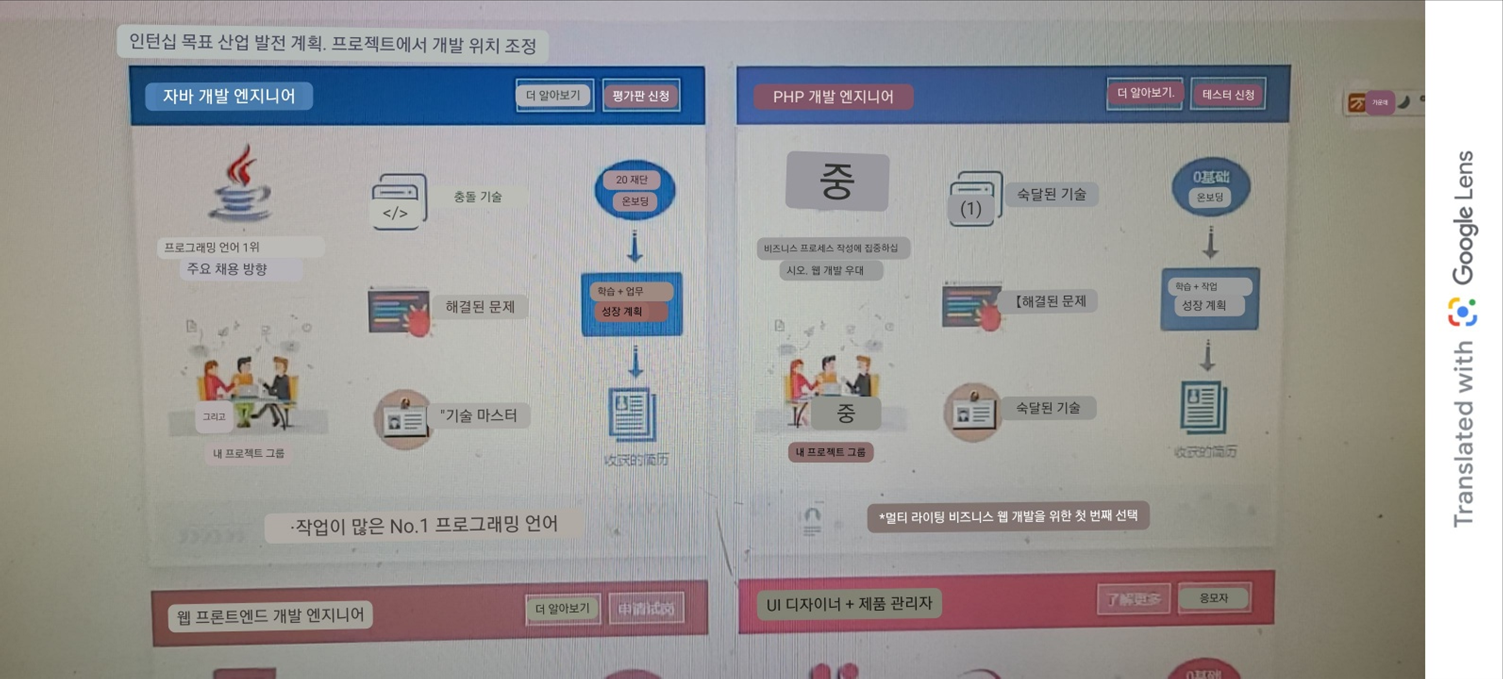 인턴십 목표 산업 발전 계획. 프로젝트에서 개발 위치 조정
자바 개발 엔지니어
더 알아보기
평가판 신청
프로그래밍 언어 1위
주요 채용 방향
</>
충돌 기술
20 재단
온보딩
해결된 문제
학습 + 업무
성장 계획
그리고
내 프로젝트 그룹
"기술 마스터
收获的简历
·작업이 많은 No.1 프로그래밍 언어
PHP 개발 엔지니어
더 알아보기.
테스터 신청
중
비즈니스 프로세스 작성에 집중하십
시오. 웹 개발 우대
(1)
숙달된 기술
0基础
온보딩
【해결된 문제
학습 + 작업
성장 계획
중
내 프로젝트 그룹
숙달된 기술
收获的简历
*멀티 라이팅 비즈니스 웹 개발을 위한 첫 번째 선택
가운데
웹 프론트엔드 개발 엔지니어
더 알아보기
申请试岗
UI 디자이너 + 제품 관리자
了解更多
응모자
0基础
Translated with Google Lens